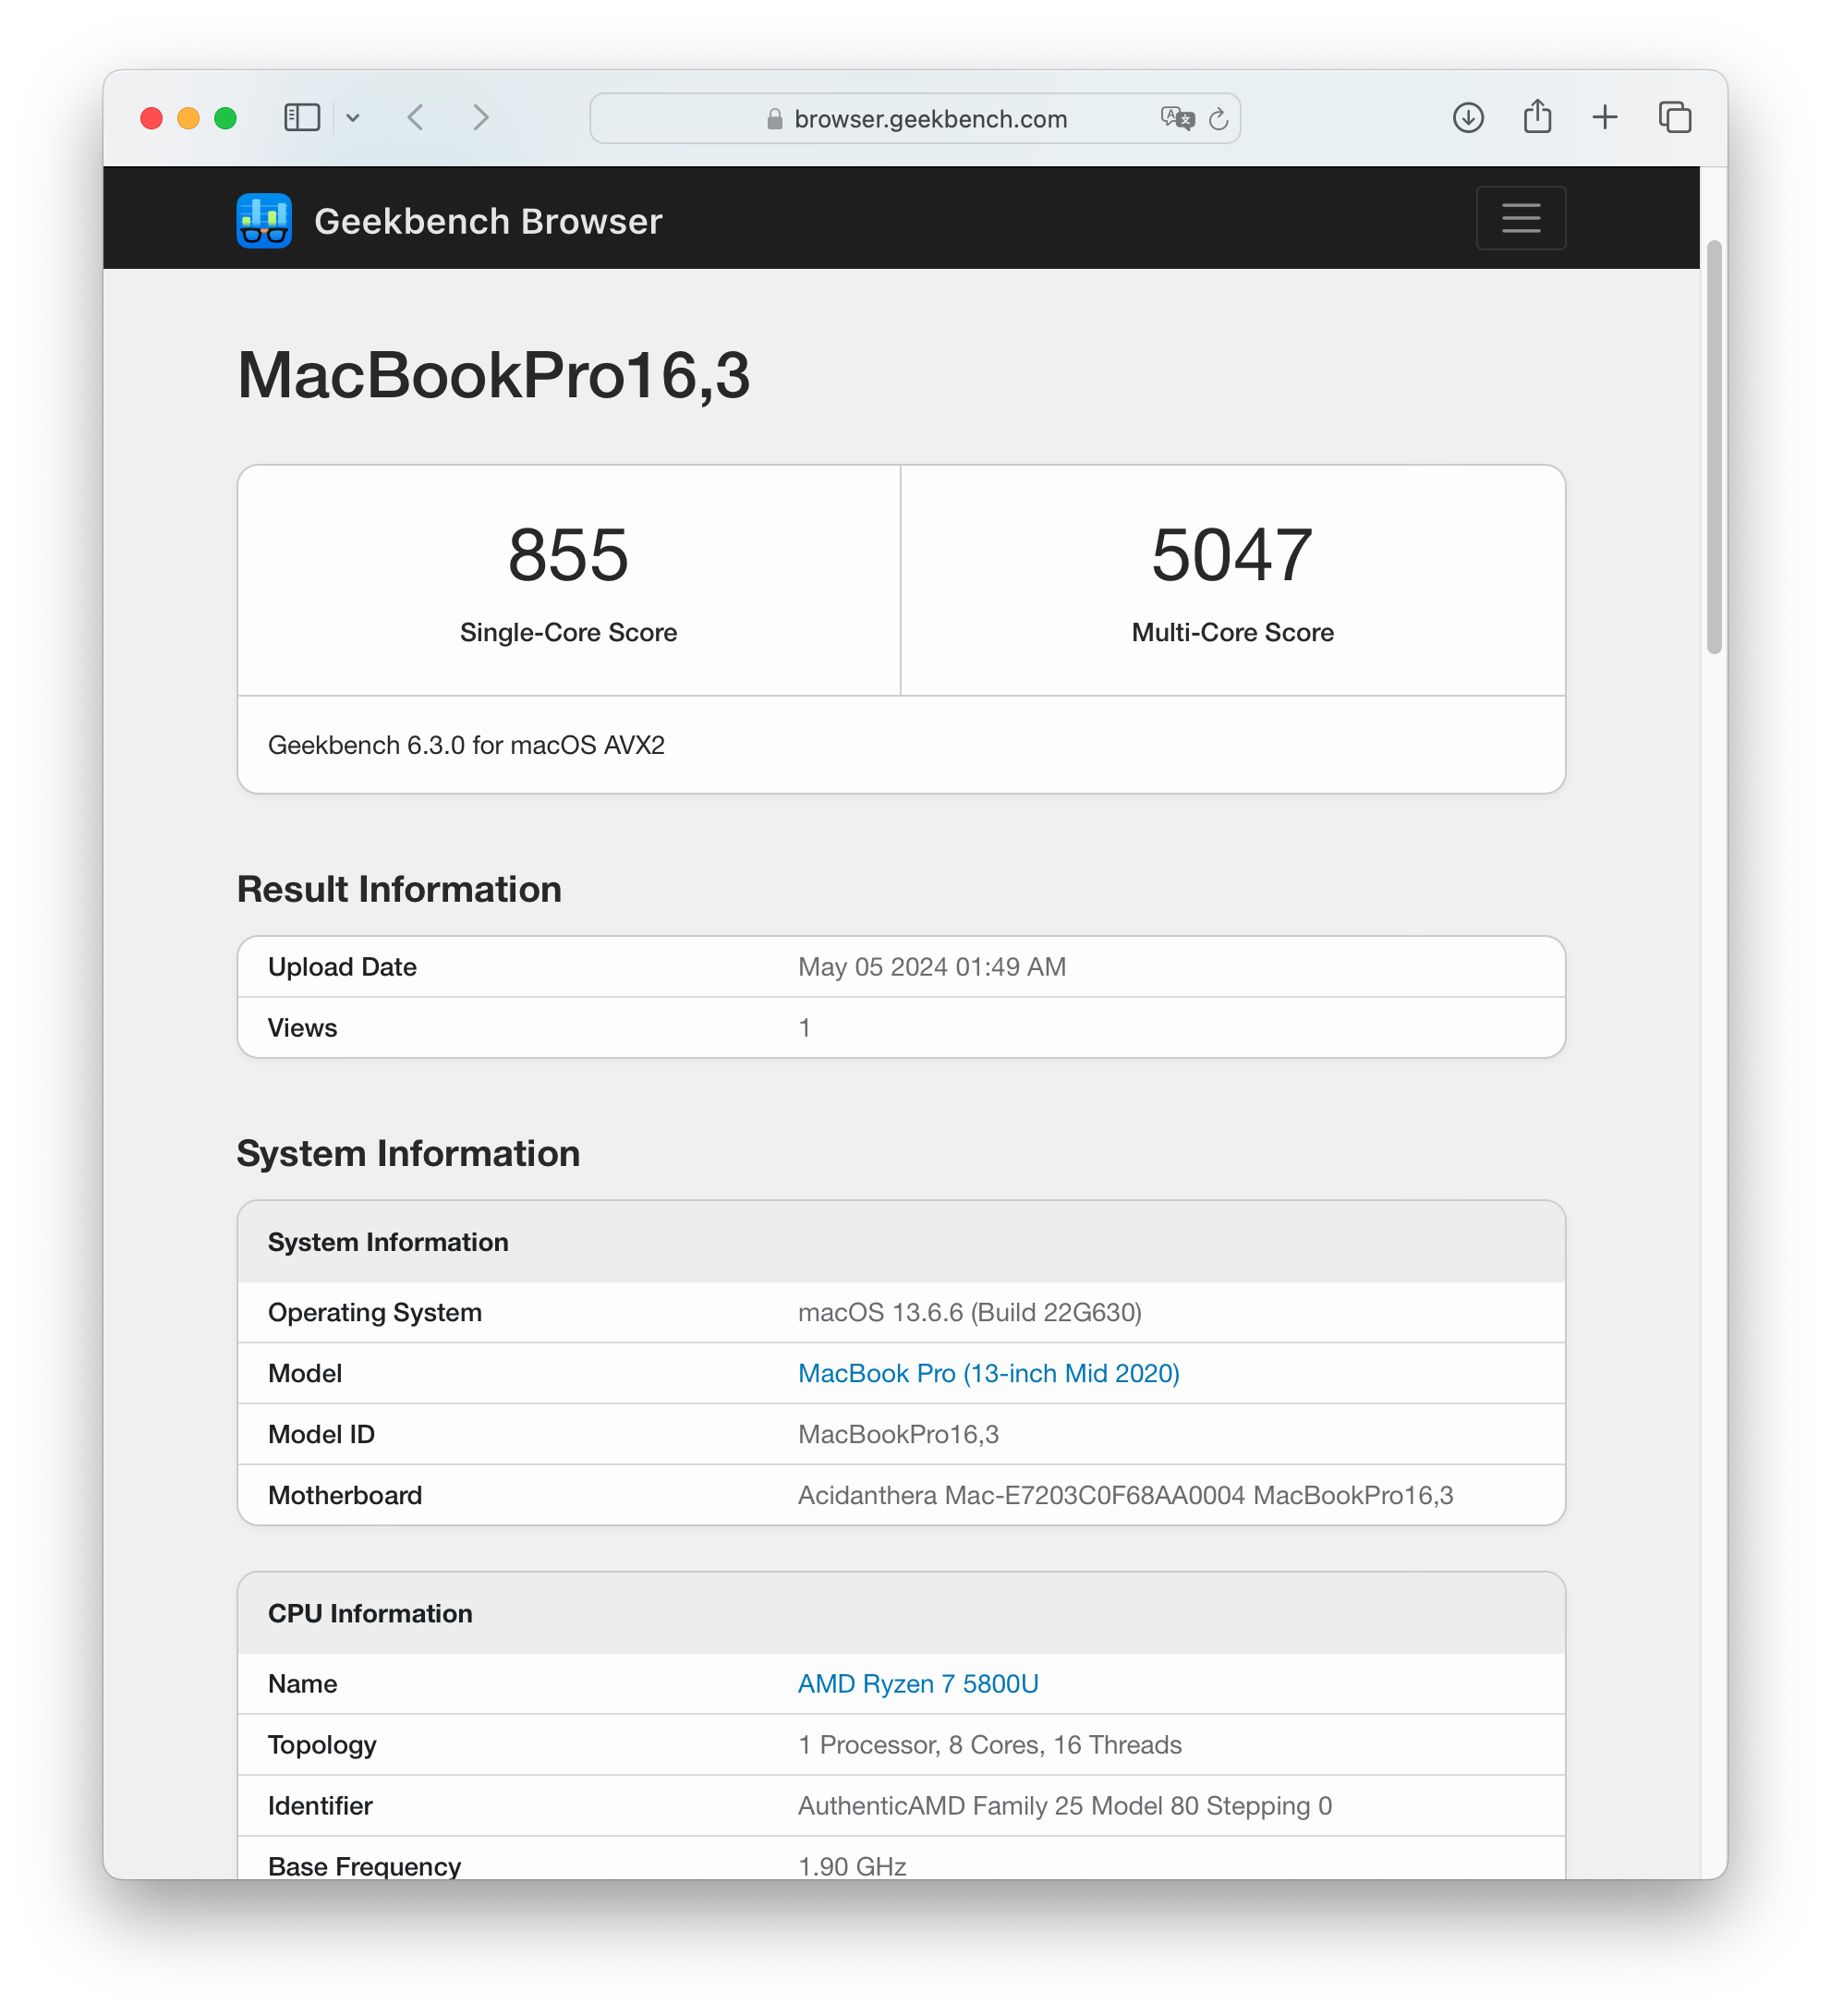 browser.geekbench.com
Geekbench Browser
MacBookPro16,3
855 5047
Single-Core Score Multi-Core Score
Geekbench 6.3.0 for macOS AVX2
Result Information
Upload Date May 05 2024 01:49 AM
Views 1
System Information
System Information
Operating System macOS 13.6.6 (Build 22G630)
Model MacBook Pro (13-inch Mid 2020)
Model ID MacBookPro16,3
Motherboard Acidanthera Mac-E7203C0F68AA0004 MacBookPro16,3
CPU Information
Name AMD Ryzen 7 5800U
Topology 1 Processor, 8 Cores, 16 Threads
Identifier AuthenticAMD Family 25 Model 80 Stepping 0
Base Frequency 1.90 GHz